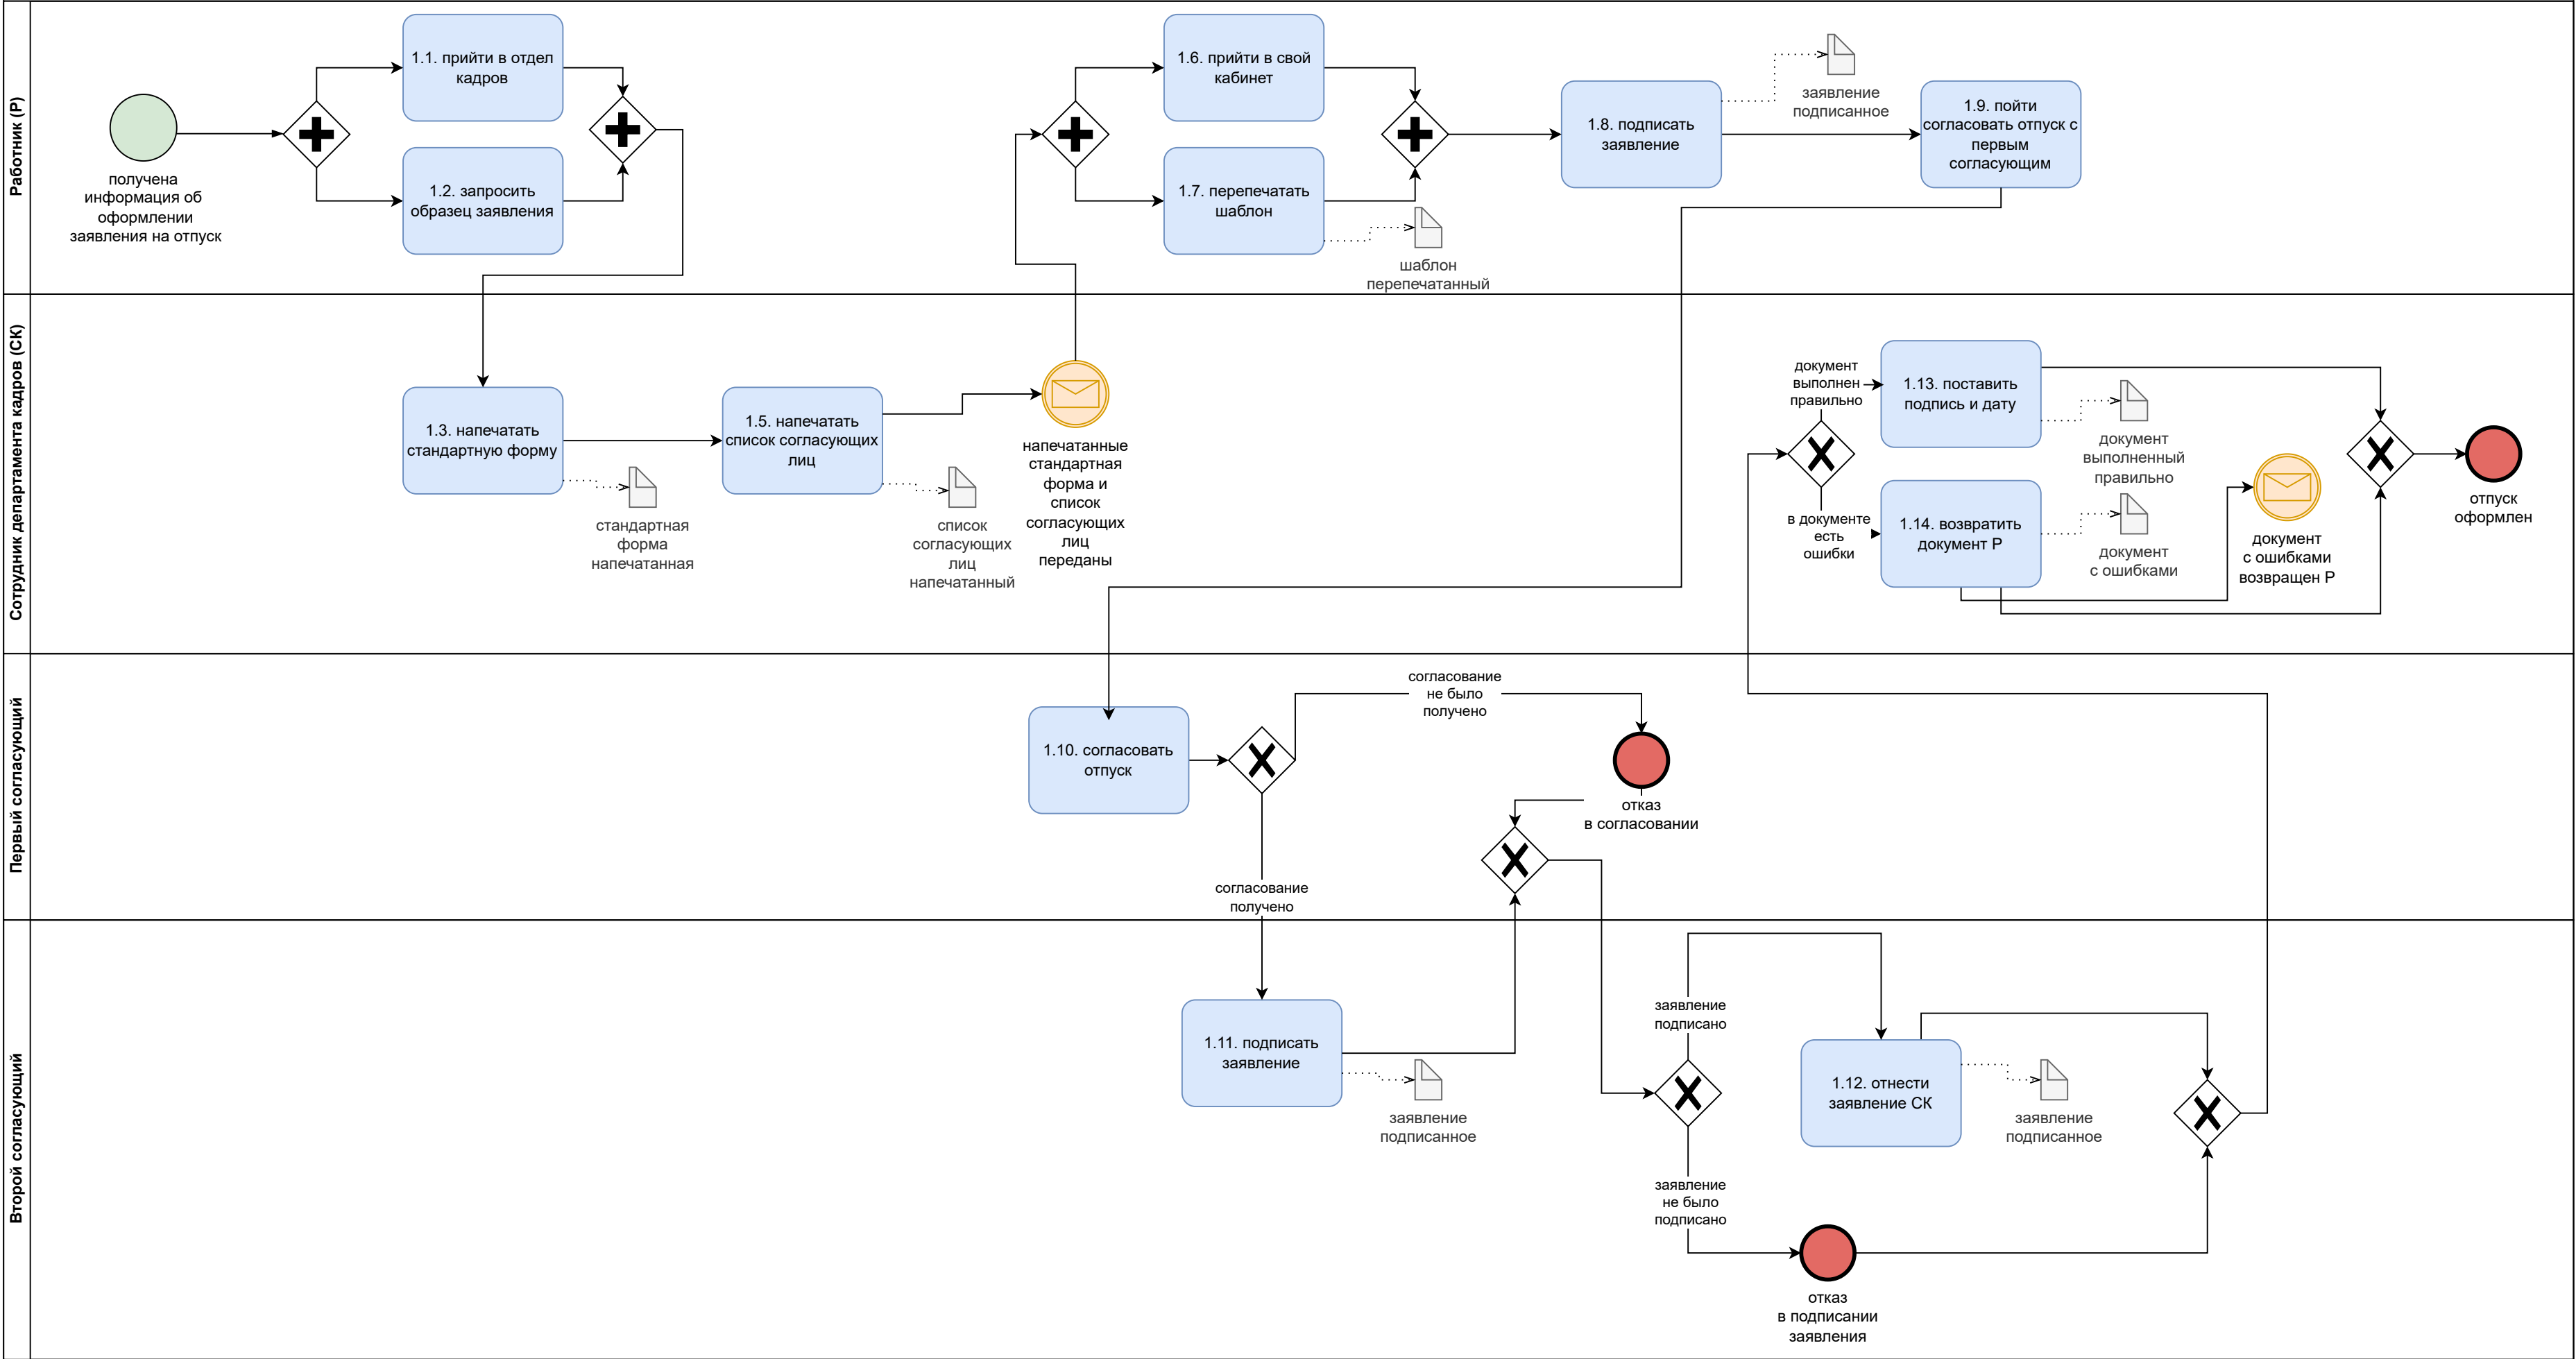 Работник (Р)
получена
информация об
оформлении
заявления на отпуск
1.1. прийти в отдел
кадров
1.2. запросить
образец заявления
1.6. прийти в свой
кабинет
1.7. перепечатать
шаблон
шаблон
перепечатанный
1.8. подписать
заявление
заявление
подписанное
1.9. пойти
согласовать отпуск с
первым
согласующим
Сотрудник департамента кадров (СК)
1.3. напечатать
стандартную форму
стандартная
форма
напечатанная
1.5. напечатать
список согласующих
лиц
список
согласующих
лиц
напечатанный
напечатанные
стандартная
форма и
список
согласующих
лиц
переданы
документ
выполнен
правильно
в документе
есть
ошибки
1.13. поставить
подпись и дату
документ
выполненный
правильно
1.14. возвратить
документ Р
документ
с ошибками
документ
с ошибками
возвращен Р
отпуск
оформлен
Первый согласующий
1.10. согласовать
отпуск
согласование
не было
получено
согласование
получено
отказ
в согласовании
Второй согласующий
1.11. подписать
заявление
заявление
подписанное
заявление
подписано
заявление
не было
подписано
1.12. отнести
заявление СК
заявление
подписанное
отказ
в подписании
заявления